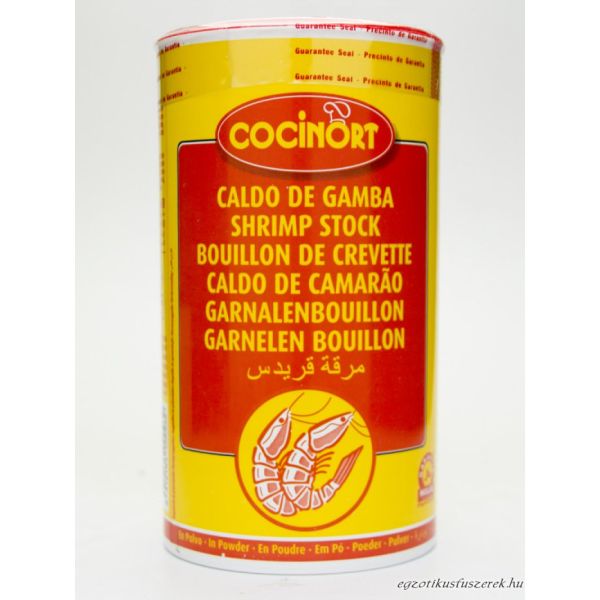 Guarantee Seal - Precinto de Garantía
Guarantee Seal - Precinto de Garantía
Guarantee Seal - Precinto de Garantía
COCINORT
CALDO DE GAMBA
SHRIMP STOCK
BOUILLON DE CREVETTE
CALDO DE CAMARÃO
GARNALENBOUILLON
GARNELEN BOUILLON
مرقة قريدس
En Polvo - In Powder - En Poudre - Em Pó - Poeder - Pulver -
egzotikusfuszerek.hu